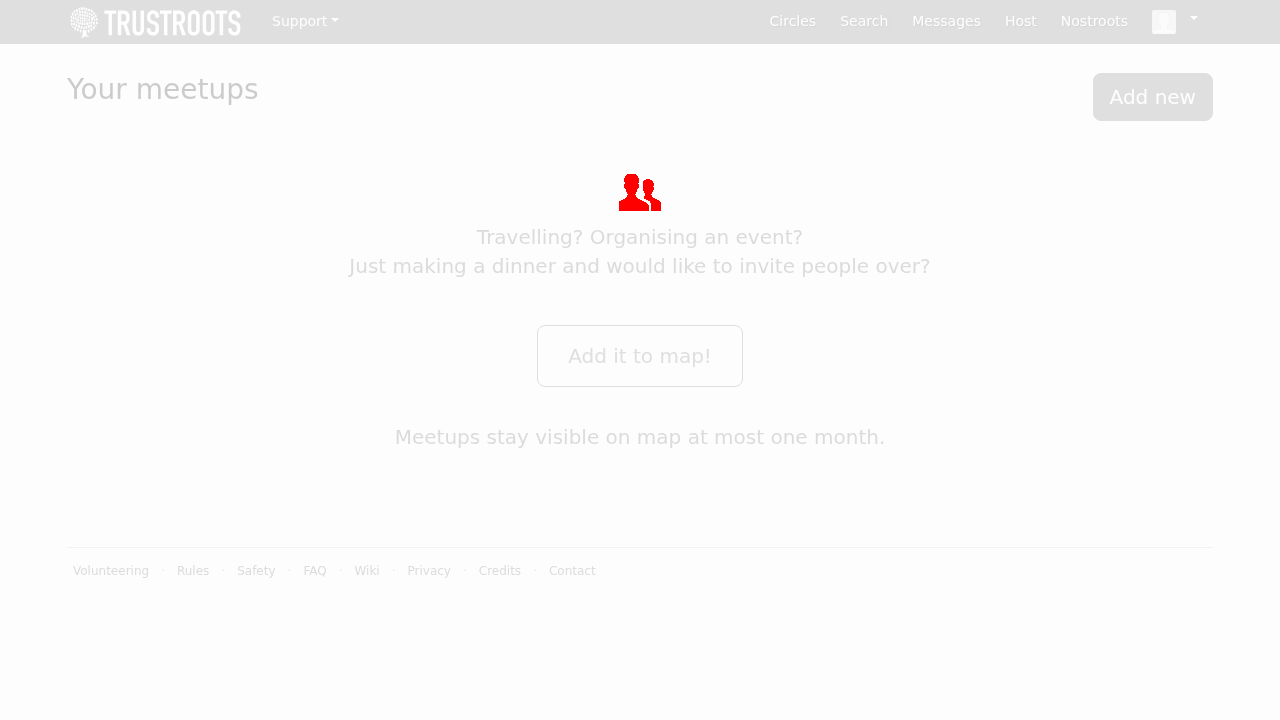 TRUSTROOTS Support Circles Search Messages Host Nostroots
Your meetups
Add new
Travelling? Organising an event?
Just making a dinner and would like to invite people over?
Add it to map!
Meetups stay visible on map at most one month.
Volunteering · Rules · Safety · FAQ · Wiki · Privacy · Credits · Contact